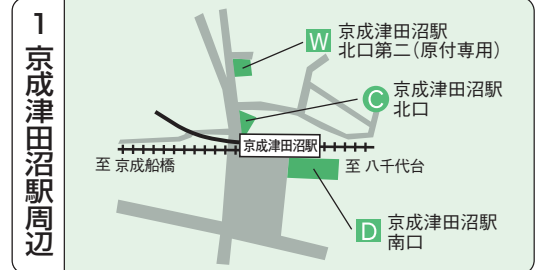 1 京成津田沼駅周辺
W 京成津田沼駅
北口第二(原付専用)
C 京成津田沼駅
北口
京成津田沼駅
至 京成船橋
至 八千代台
D 京成津田沼駅
南口